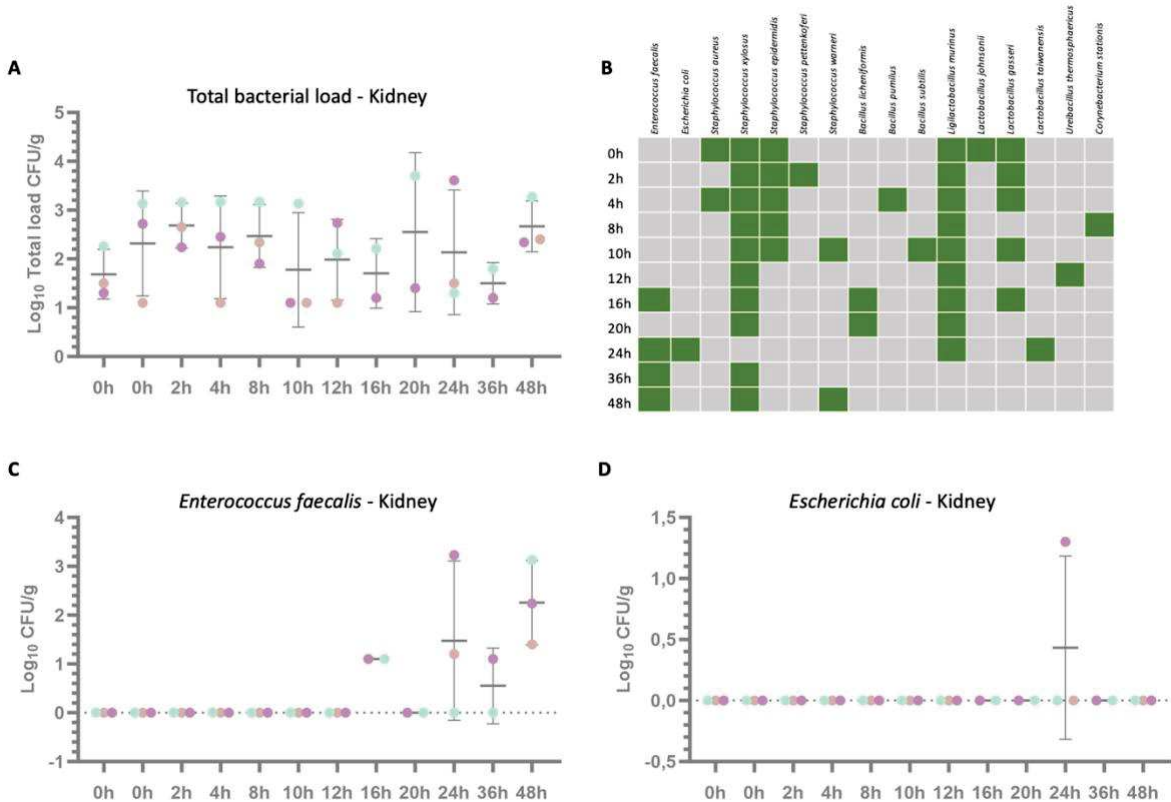 A
Total bacterial load - Kidney
Log10 Total load CFU/g
5
4
3
2
1
0
0h 0h 2h 4h 8h 10h 12h 16h 20h 24h 36h 48h
B
Enterococcus faecalis
Escherichia coli
Staphylococcus aureus
Staphylococcus xylosus
Staphylococcus epidermidis
Staphylococcus pettenkoferi
Staphylococcus warneri
Bacillus licheniformis
Bacillus pumilus
Bacillus subtilis
Ligilactobacillus murinus
Lactobacillus johnsonii
Lactobacillus gasseri
Lactobacillus taiwanensis
Ureibacillus thermosphaericus
Corynebacterium stationis
0h
2h
4h
8h
10h
12h
16h
20h
24h
36h
48h
C
Enterococcus faecalis - Kidney
Log10 CFU/g
4
3
2
1
0
-1
0h 0h 2h 4h 8h 10h 12h 16h 20h 24h 36h 48h
D
Escherichia coli - Kidney
Log10 CFU/g
1,5
1,0
0,5
0,0
-0,5
0h 0h 2h 4h 8h 10h 12h 16h 20h 24h 36h 48h